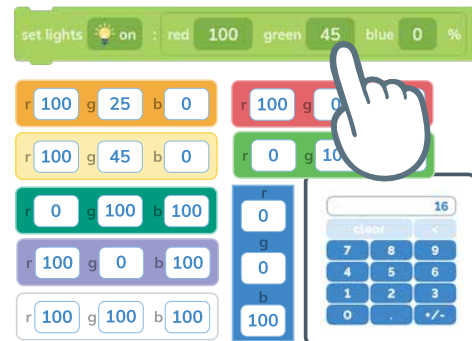 set lights on : red 100 green 45 blue 0 %
r 100 g 25 b 0
r 100 g 0
r 100 g 45 b 0
r 0 g 10
r 0 g 100 b 100
r 100 g 0 b 100
r 100 g 100 b 100
r
0
g
0
b
100
16
clear <
7 8 9
4 5 6
1 2 3
0 . +/-